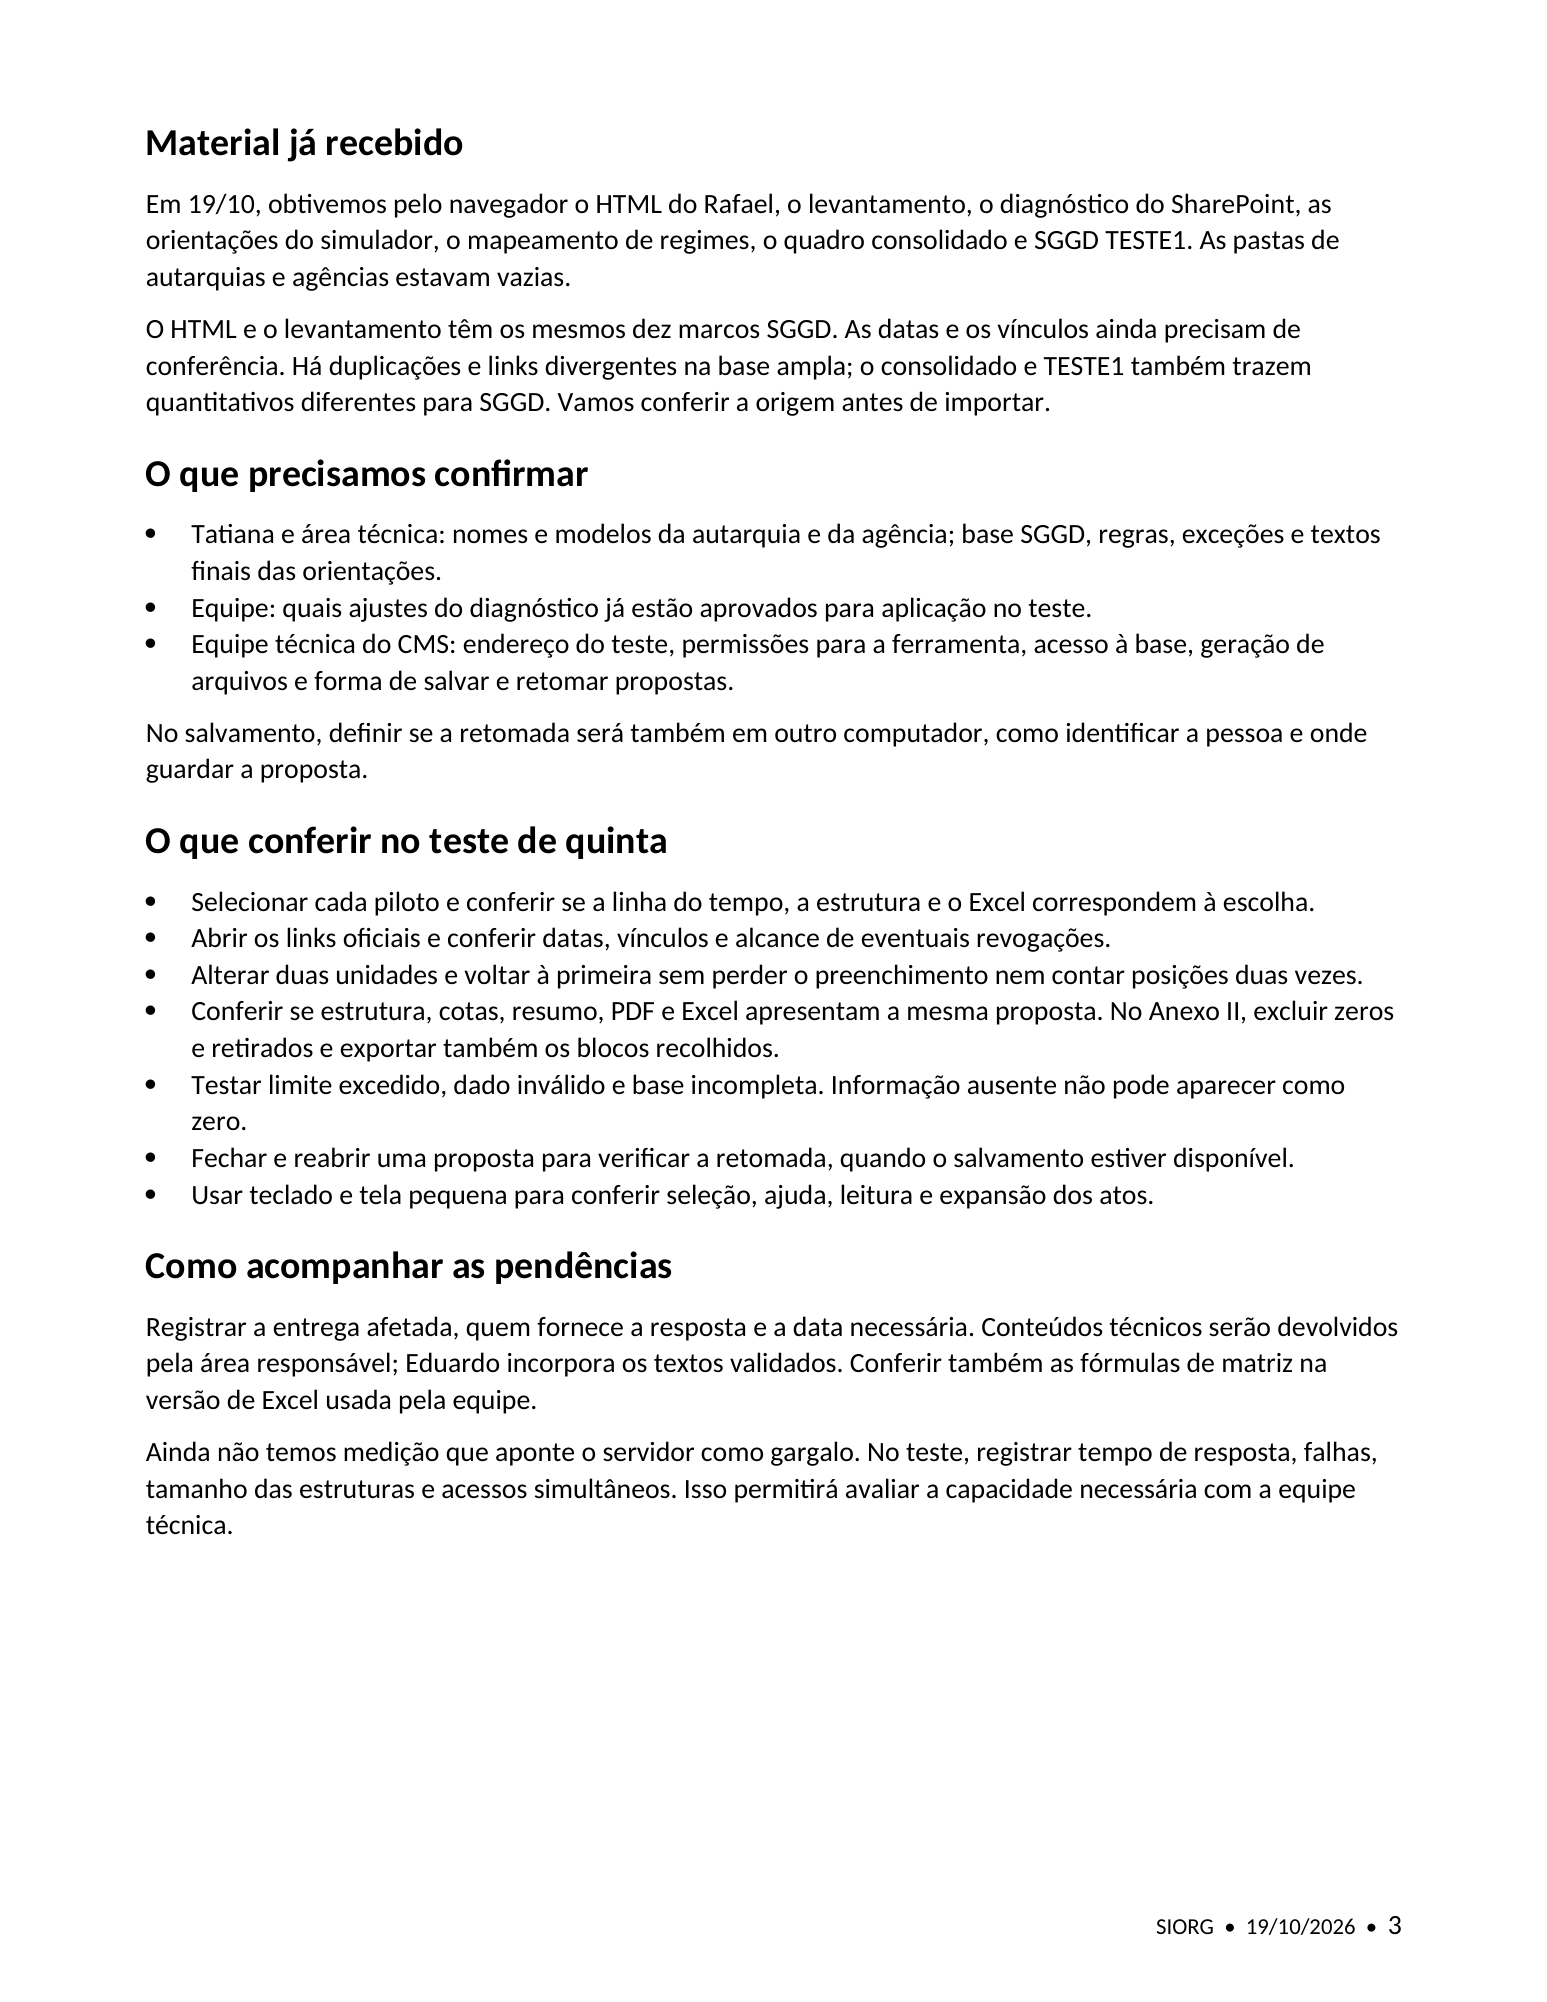 Material já recebido
Em 19/10, obtivemos pelo navegador o HTML do Rafael, o levantamento, o diagnóstico do SharePoint, as
orientações do simulador, o mapeamento de regimes, o quadro consolidado e SGGD TESTE1. As pastas de
autarquias e agências estavam vazias.
O HTML e o levantamento têm os mesmos dez marcos SGGD. As datas e os vínculos ainda precisam de
conferência. Há duplicações e links divergentes na base ampla; o consolidado e TESTE1 também trazem
quantitativos diferentes para SGGD. Vamos conferir a origem antes de importar.
O que precisamos confirmar
• Tatiana e área técnica: nomes e modelos da autarquia e da agência; base SGGD, regras, exceções e textos
finais das orientações.
• Equipe: quais ajustes do diagnóstico já estão aprovados para aplicação no teste.
• Equipe técnica do CMS: endereço do teste, permissões para a ferramenta, acesso à base, geração de
arquivos e forma de salvar e retomar propostas.
No salvamento, definir se a retomada será também em outro computador, como identificar a pessoa e onde
guardar a proposta.
O que conferir no teste de quinta
• Selecionar cada piloto e conferir se a linha do tempo, a estrutura e o Excel correspondem à escolha.
• Abrir os links oficiais e conferir datas, vínculos e alcance de eventuais revogações.
• Alterar duas unidades e voltar à primeira sem perder o preenchimento nem contar posições duas vezes.
• Conferir se estrutura, cotas, resumo, PDF e Excel apresentam a mesma proposta. No Anexo II, excluir zeros
e retirados e exportar também os blocos recolhidos.
• Testar limite excedido, dado inválido e base incompleta. Informação ausente não pode aparecer como
zero.
• Fechar e reabrir uma proposta para verificar a retomada, quando o salvamento estiver disponível.
• Usar teclado e tela pequena para conferir seleção, ajuda, leitura e expansão dos atos.
Como acompanhar as pendências
Registrar a entrega afetada, quem fornece a resposta e a data necessária. Conteúdos técnicos serão devolvidos
pela área responsável; Eduardo incorpora os textos validados. Conferir também as fórmulas de matriz na
versão de Excel usada pela equipe.
Ainda não temos medição que aponte o servidor como gargalo. No teste, registrar tempo de resposta, falhas,
tamanho das estruturas e acessos simultâneos. Isso permitirá avaliar a capacidade necessária com a equipe
técnica.
SIORG • 19/10/2026 • 3